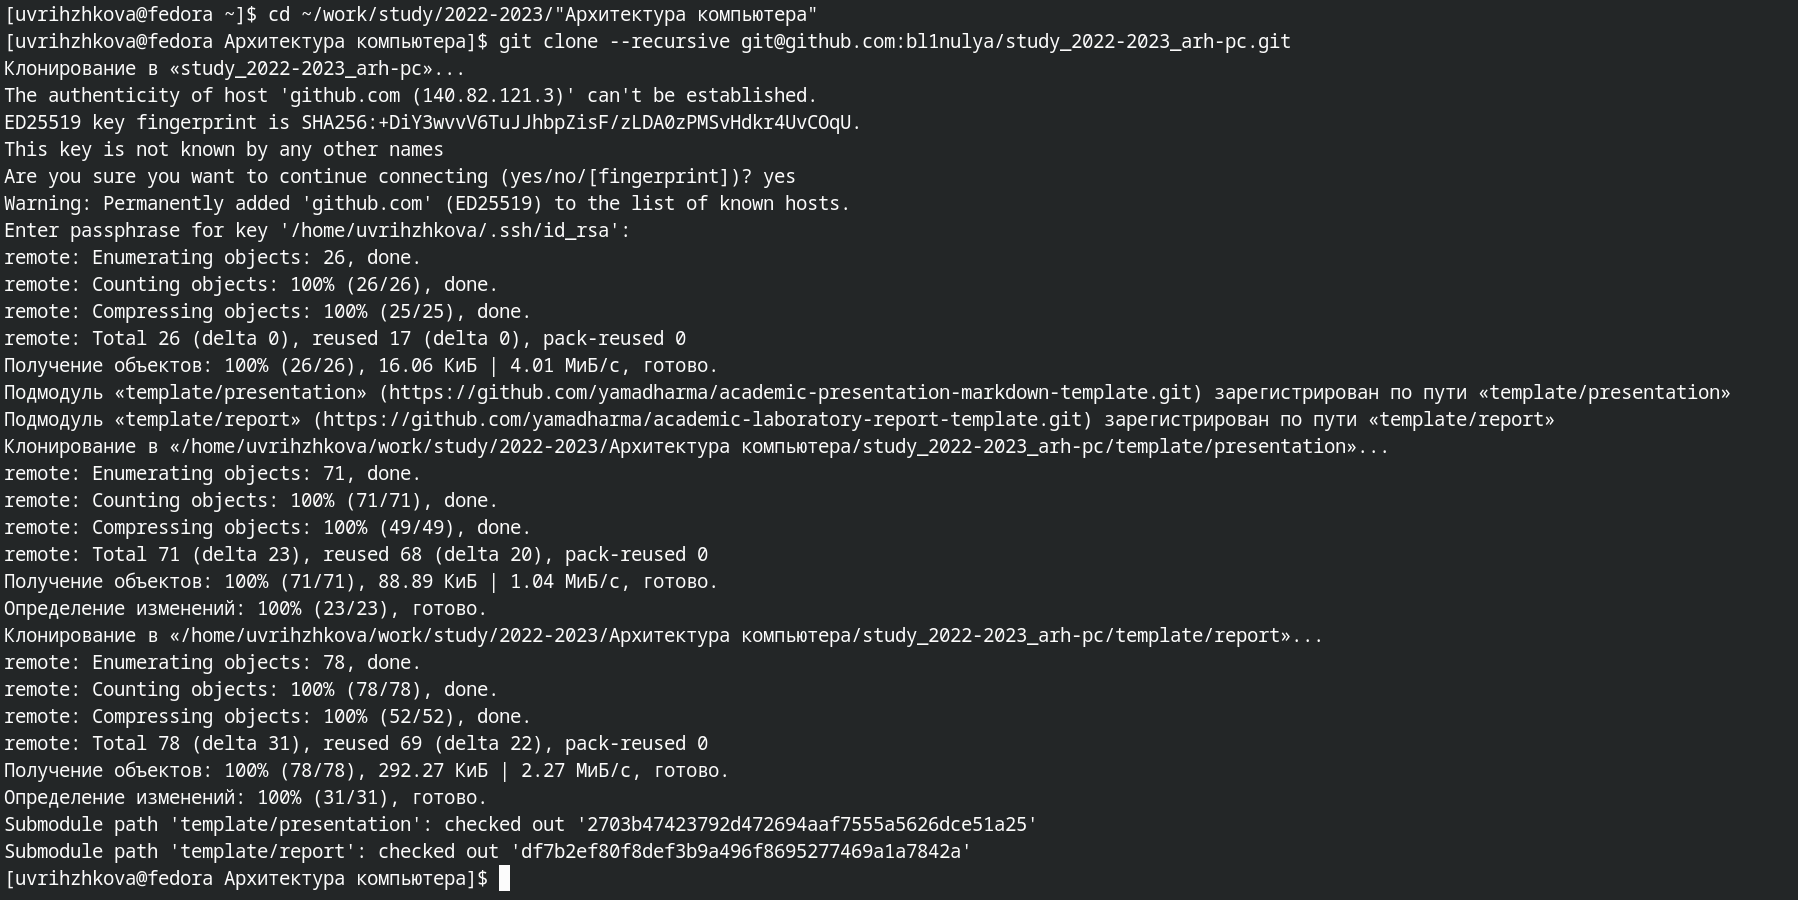 [uvrihzhkova@fedora ~]$ cd ~/work/study/2022-2023/"Архитектура компьютера"
[uvrihzhkova@fedora Архитектура компьютера]$ git clone --recursive git@github.com:bl1nulya/study_2022-2023_arh-pc.git
Клонирование в «study_2022-2023_arh-pc»...
The authenticity of host 'github.com (140.82.121.3)' can't be established.
ED25519 key fingerprint is SHA256:+DiY3wvvV6TuJJhbpZisF/zLDA0zPMSvHdkr4UvCOqU.
This key is not known by any other names
Are you sure you want to continue connecting (yes/no/[fingerprint])? yes
Warning: Permanently added 'github.com' (ED25519) to the list of known hosts.
Enter passphrase for key '/home/uvrihzhkova/.ssh/id_rsa':
remote: Enumerating objects: 26, done.
remote: Counting objects: 100% (26/26), done.
remote: Compressing objects: 100% (25/25), done.
remote: Total 26 (delta 0), reused 17 (delta 0), pack-reused 0
Получение объектов: 100% (26/26), 16.06 КиБ | 4.01 МиБ/с, готово.
Подмодуль «template/presentation» (https://github.com/yamadharma/academic-presentation-markdown-template.git) зарегистрирован по пути «template/presentation»
Подмодуль «template/report» (https://github.com/yamadharma/academic-laboratory-report-template.git) зарегистрирован по пути «template/report»
Клонирование в «/home/uvrihzhkova/work/study/2022-2023/Архитектура компьютера/study_2022-2023_arh-pc/template/presentation»...
remote: Enumerating objects: 71, done.
remote: Counting objects: 100% (71/71), done.
remote: Compressing objects: 100% (49/49), done.
remote: Total 71 (delta 23), reused 68 (delta 20), pack-reused 0
Получение объектов: 100% (71/71), 88.89 КиБ | 1.04 МиБ/с, готово.
Определение изменений: 100% (23/23), готово.
Клонирование в «/home/uvrihzhkova/work/study/2022-2023/Архитектура компьютера/study_2022-2023_arh-pc/template/report»...
remote: Enumerating objects: 78, done.
remote: Counting objects: 100% (78/78), done.
remote: Compressing objects: 100% (52/52), done.
remote: Total 78 (delta 31), reused 69 (delta 22), pack-reused 0
Получение объектов: 100% (78/78), 292.27 КиБ | 2.27 МиБ/с, готово.
Определение изменений: 100% (31/31), готово.
Submodule path 'template/presentation': checked out '2703b47423792d472694aaf7555a5626dce51a25'
Submodule path 'template/report': checked out 'df7b2ef80f8def3b9a496f8695277469a1a7842a'
[uvrihzhkova@fedora Архитектура компьютера]$